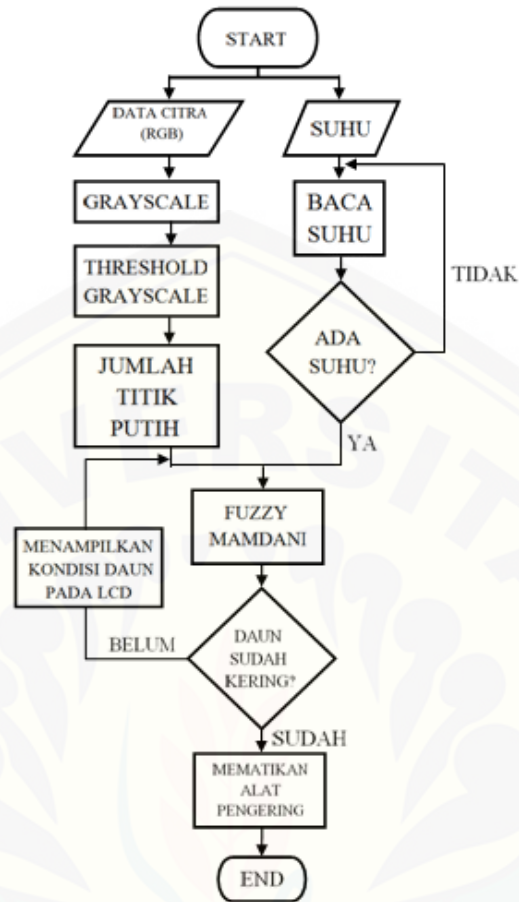 START
DATA CITRA
(RGB)
SUHU
GRAYSCALE
BACA
SUHU
THRESHOLD
GRAYSCALE
TIDAK
ADA
SUHU?
JUMLAH
TITIK
PUTIH
YA
FUZZY
MAMDANI
MENAMPILKAN
KONDISI DAUN
PADA LCD
BELUM
DAUN
SUDAH
KERING?
SUDAH
MEMATIKAN
ALAT
PENGERING
END